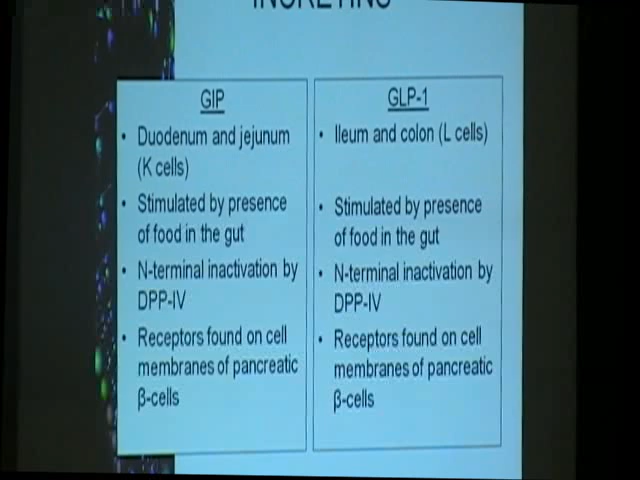 INCRETINS
GIP
• Duodenum and jejunum
(K cells)
• Stimulated by presence
of food in the gut
• N-terminal inactivation by
DPP-IV
• Receptors found on cell
membranes of pancreatic
β-cells
GLP-1
• Ileum and colon (L cells)
• Stimulated by presence
of food in the gut
• N-terminal inactivation by
DPP-IV
• Receptors found on cell
membranes of pancreatic
β-cells